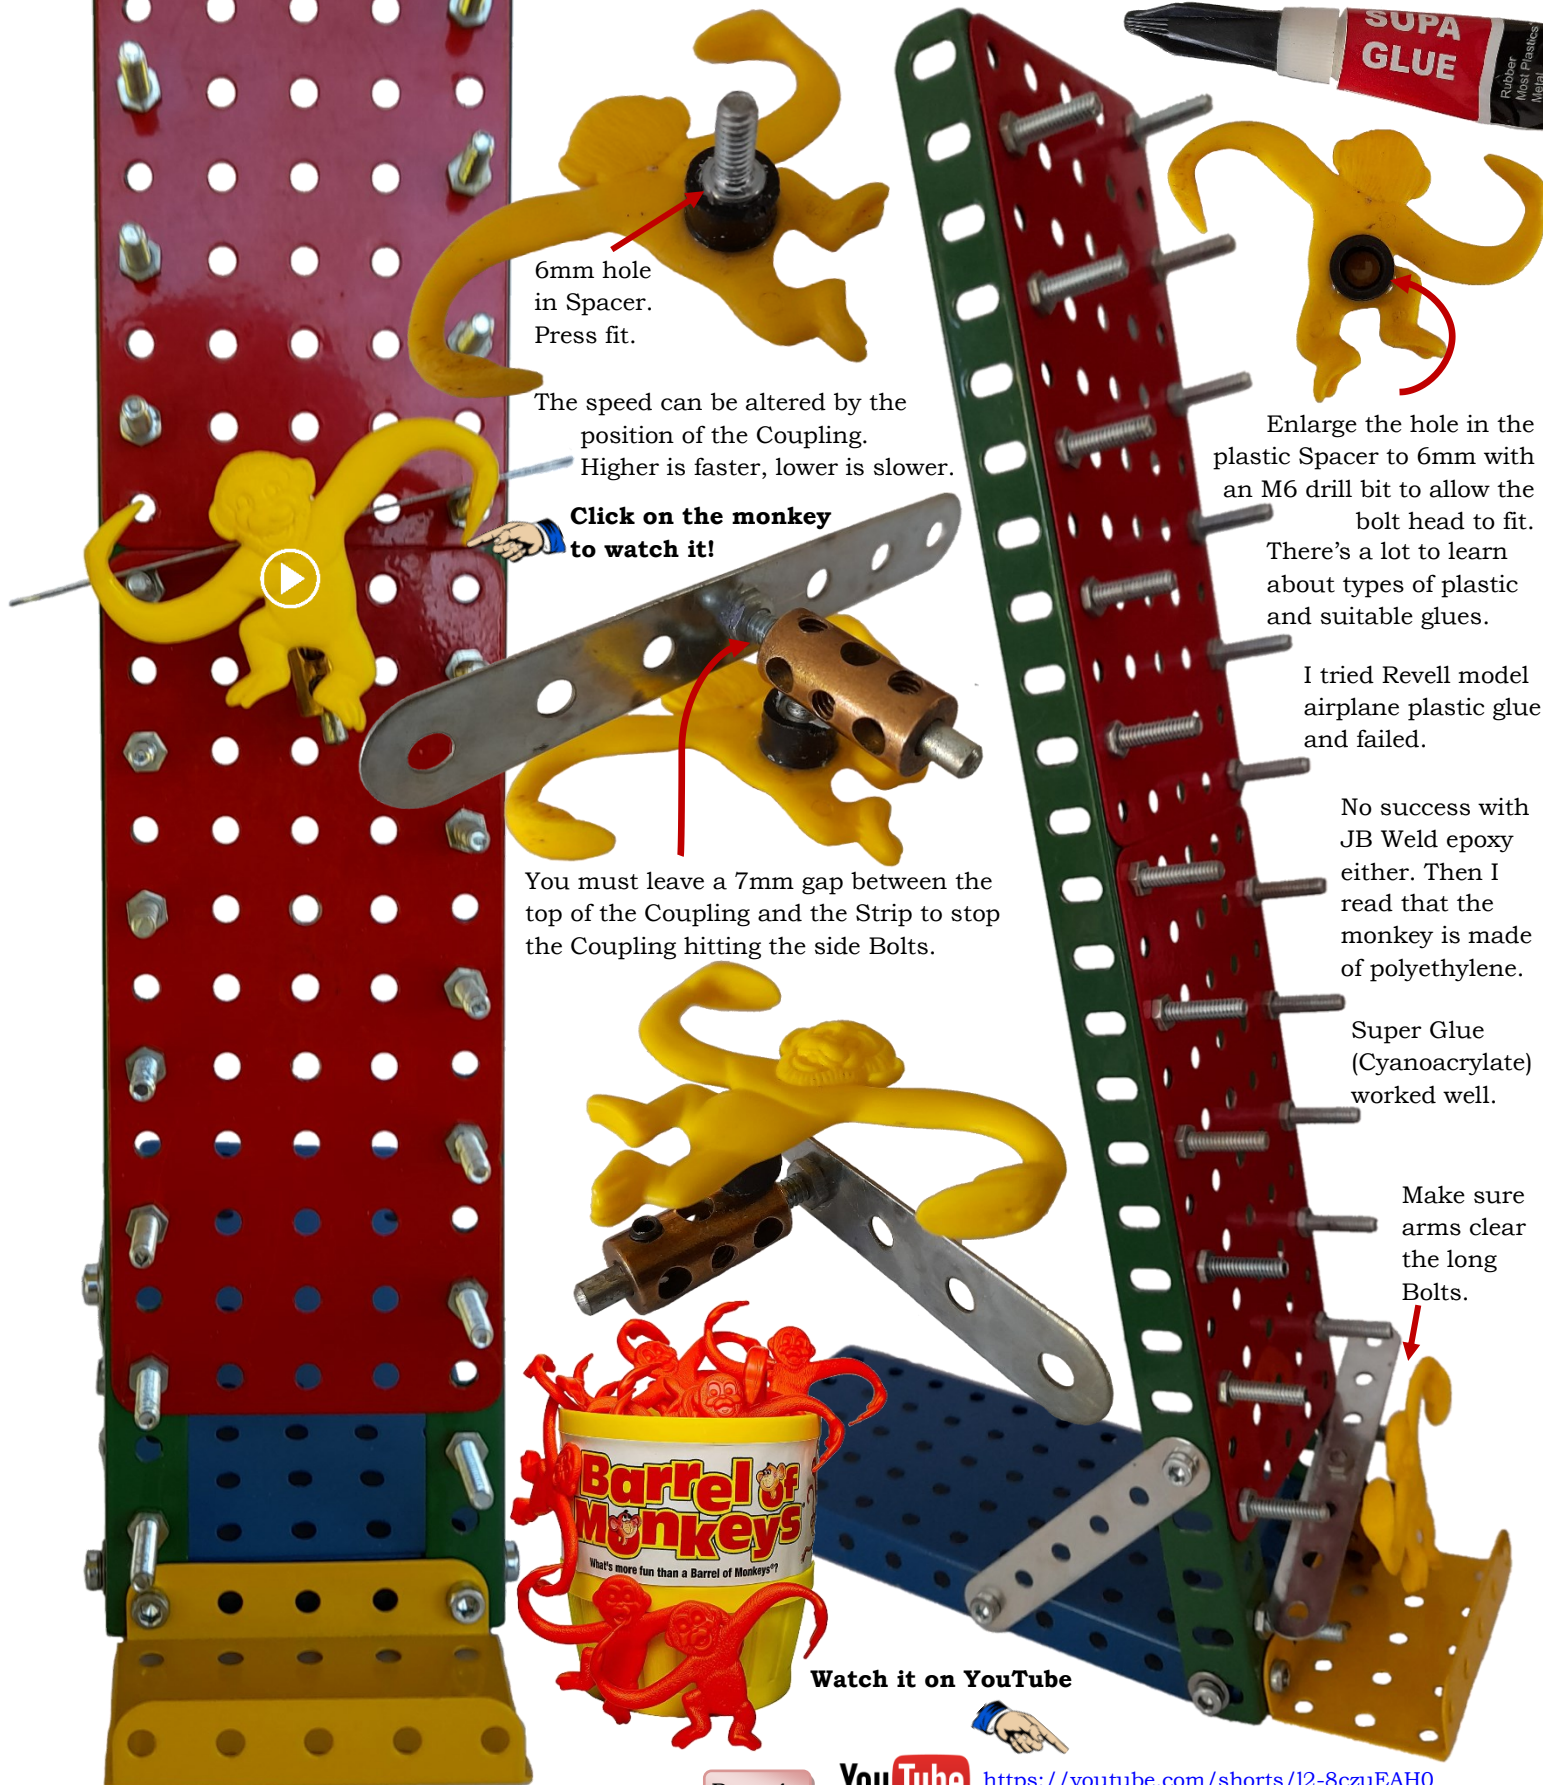 SUPA
GLUE
Rubber
Most Plastics
Metal
6mm hole
in Spacer.
Press fit.
The speed can be altered by the
position of the Coupling.
Higher is faster, lower is slower.
Click on the monkey
to watch it!
Enlarge the hole in the
plastic Spacer to 6mm with
an M6 drill bit to allow the
bolt head to fit.
There's a lot to learn
about types of plastic
and suitable glues.
I tried Revell model
airplane plastic glue
and failed.
You must leave a 7mm gap between the
top of the Coupling and the Strip to stop
the Coupling hitting the side Bolts.
No success with
JB Weld epoxy
either. Then I
read that the
monkey is made
of polyethylene.
Super Glue
(Cyanoacrylate)
worked well.
Make sure
arms clear
the long
Bolts.
Barrel of
Monkeys
What's more fun than a Barrel of Monkeys®?
Watch it on YouTube
YouTube
https://youtube.com/shorts/l2-8czuEAH0